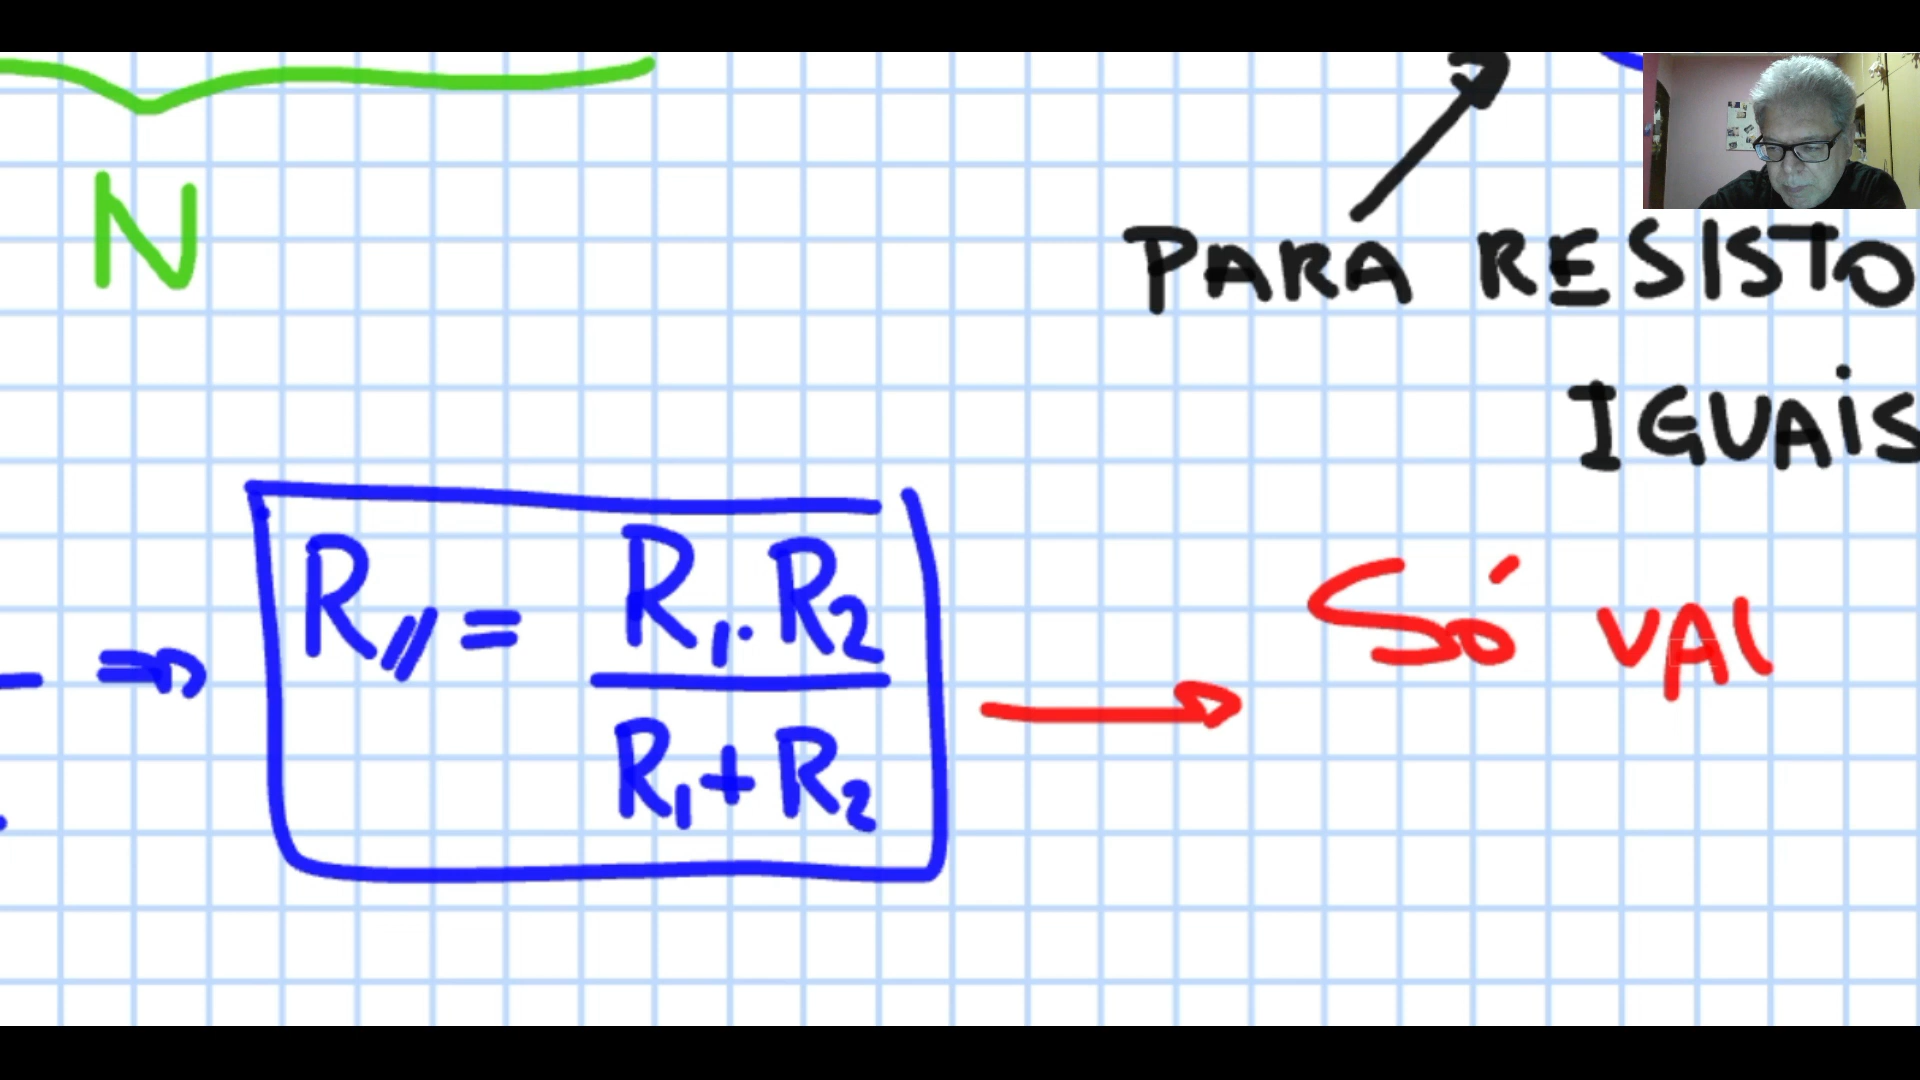 N
PARA RESISTO
IGUAIS
⇒ R// = R1.R2 / R1+R2 → SÓ VAL